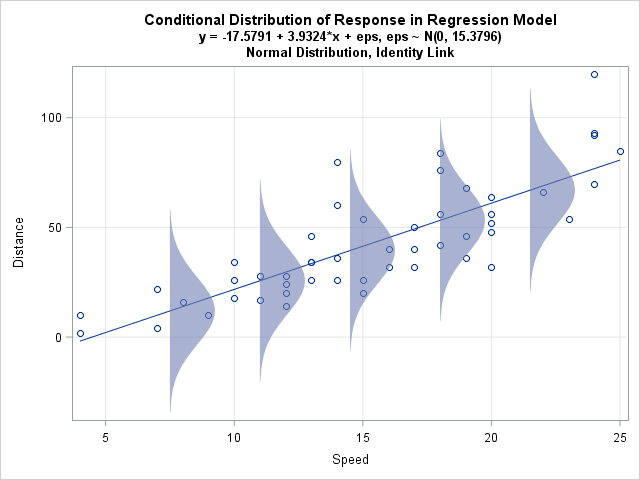 Conditional Distribution of Response in Regression Model
y = -17.5791 + 3.9324*x + eps, eps ~ N(0, 15.3796)
Normal Distribution, Identity Link
100
50
0
Distance
5 10 15 20 25
Speed